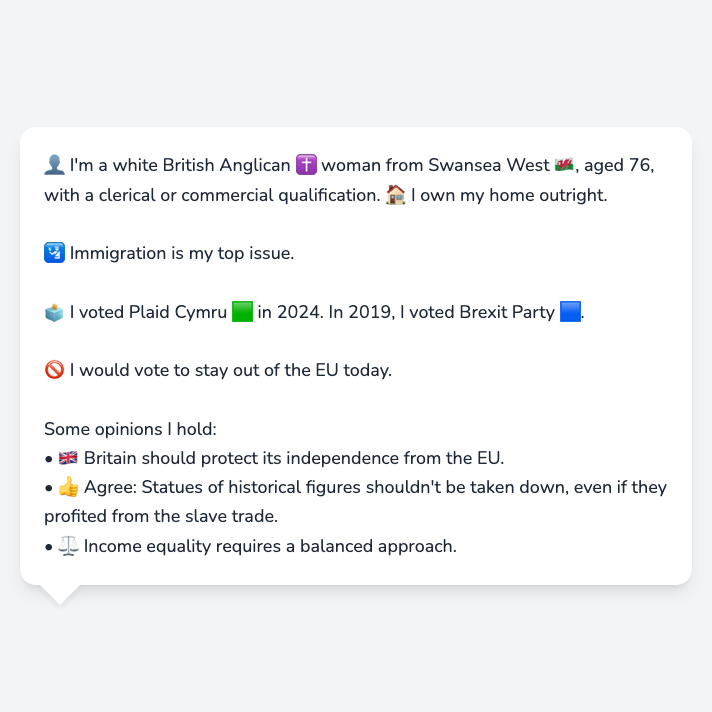 👤 I'm a white British Anglican ✝️ woman from Swansea West 🏴󠁧󠁢󠁷󠁬󠁳󠁿, aged 76,
with a clerical or commercial qualification. 🏠 I own my home outright.
🛂 Immigration is my top issue.
🗳️ I voted Plaid Cymru 🟩 in 2024. In 2019, I voted Brexit Party 🟦.
🚫 I would vote to stay out of the EU today.
Some opinions I hold:
• 🇬🇧 Britain should protect its independence from the EU.
• 👍 Agree: Statues of historical figures shouldn't be taken down, even if they
profited from the slave trade.
• ⚖️ Income equality requires a balanced approach.